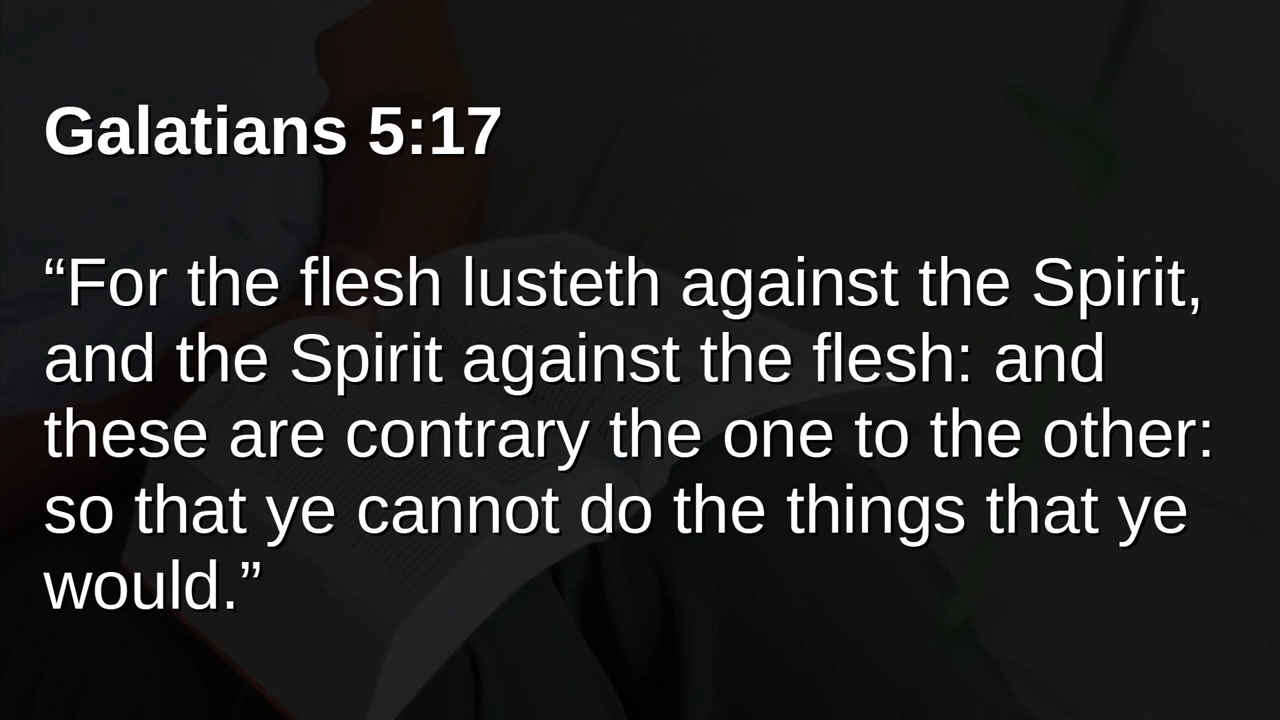 Galatians 5:17
“For the flesh lusteth against the Spirit,
and the Spirit against the flesh: and
these are contrary the one to the other:
so that ye cannot do the things that ye
would.”